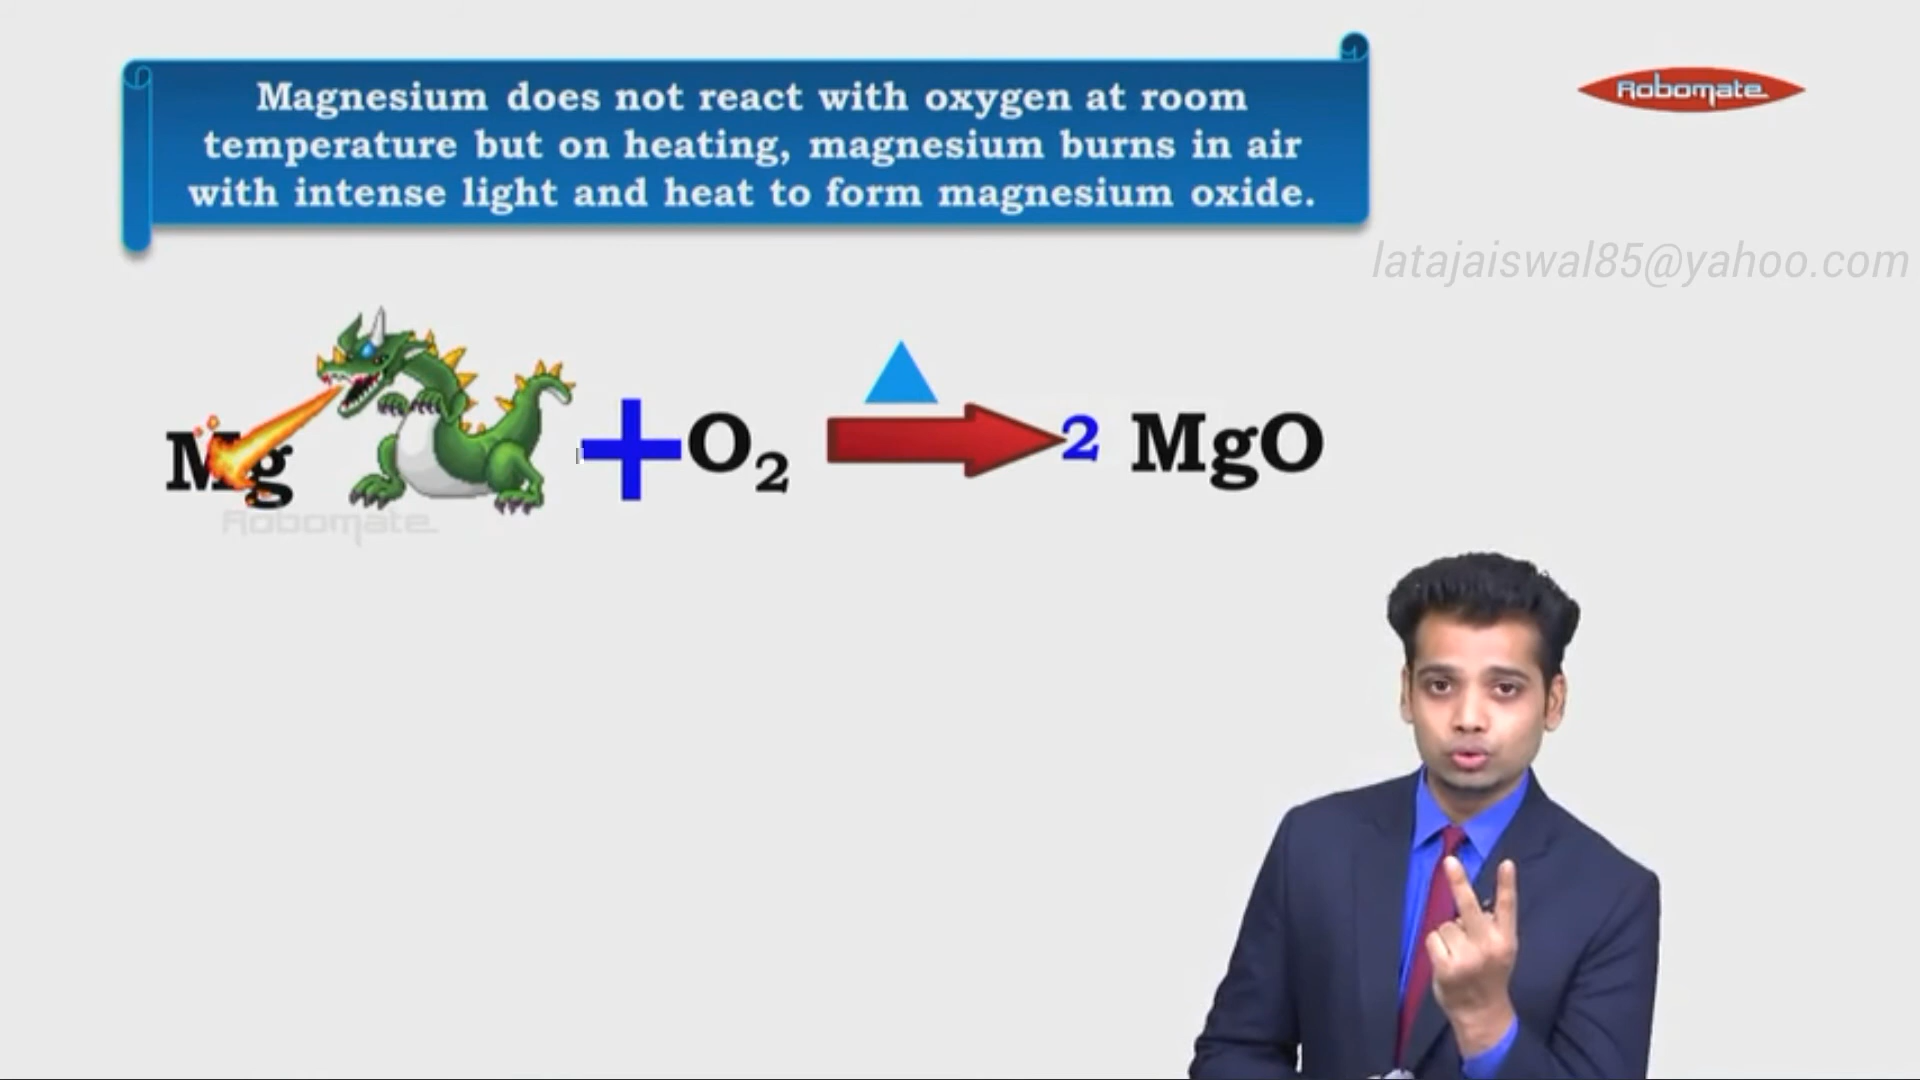 Magnesium does not react with oxygen at room
temperature but on heating, magnesium burns in air
with intense light and heat to form magnesium oxide.
Robomate
latajaiswal85@yahoo.com
Mg + O₂ 2 MgO
Robomate